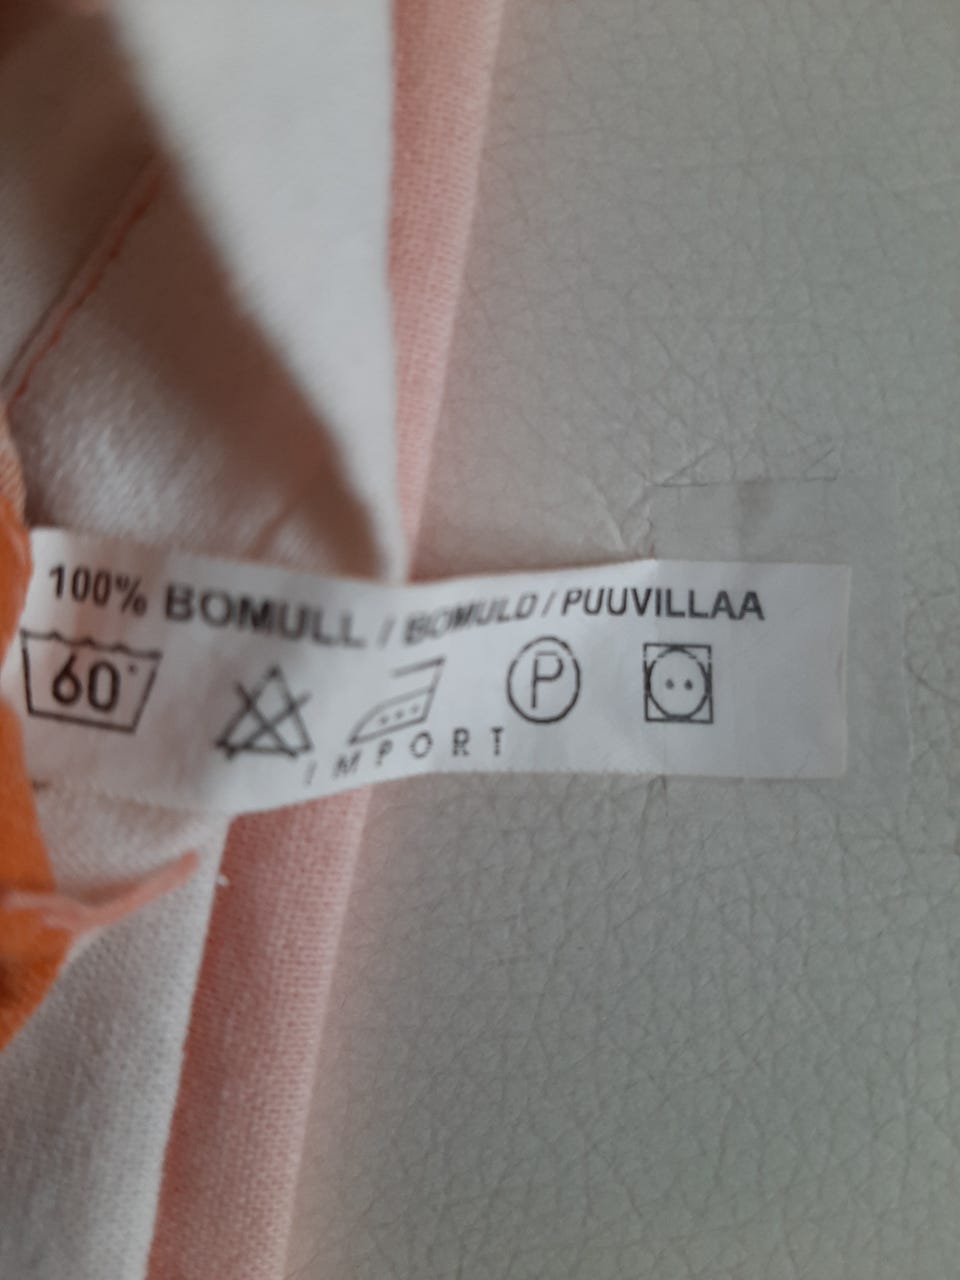 100% BOMULL / BOMULD / PUUVILLAA
60° P
IMPORT